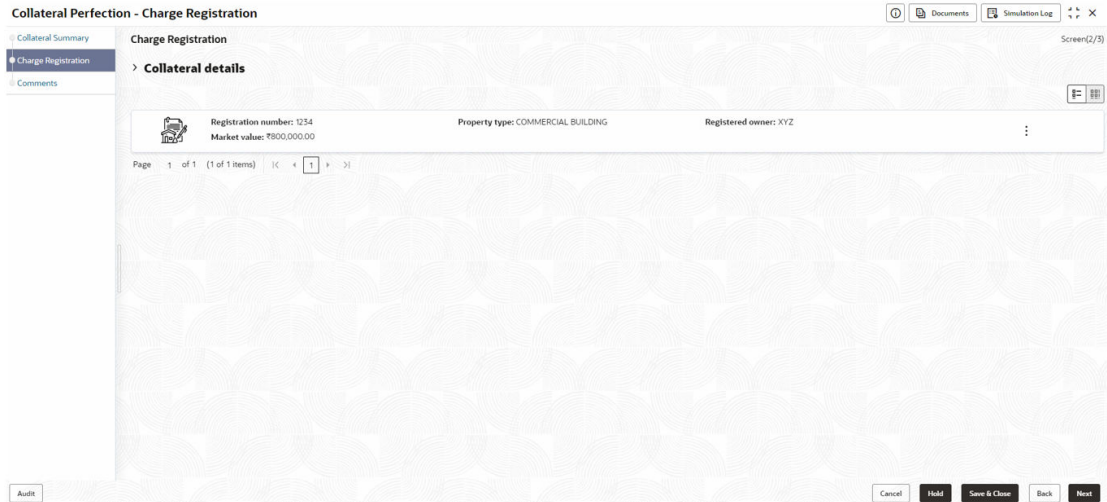 Collateral Perfection - Charge Registration
Documents
Simulation Log
Collateral Summary
Charge Registration
Comments
Charge Registration
Screen(2/3)
Collateral details
Registration number: 1234 Property type: COMMERCIAL BUILDING Registered owner: XYZ
Market value: ₹800,000.00
Page 1 of 1 (1 of 1 items) 1
Audit
Cancel Hold Save & Close Back Next